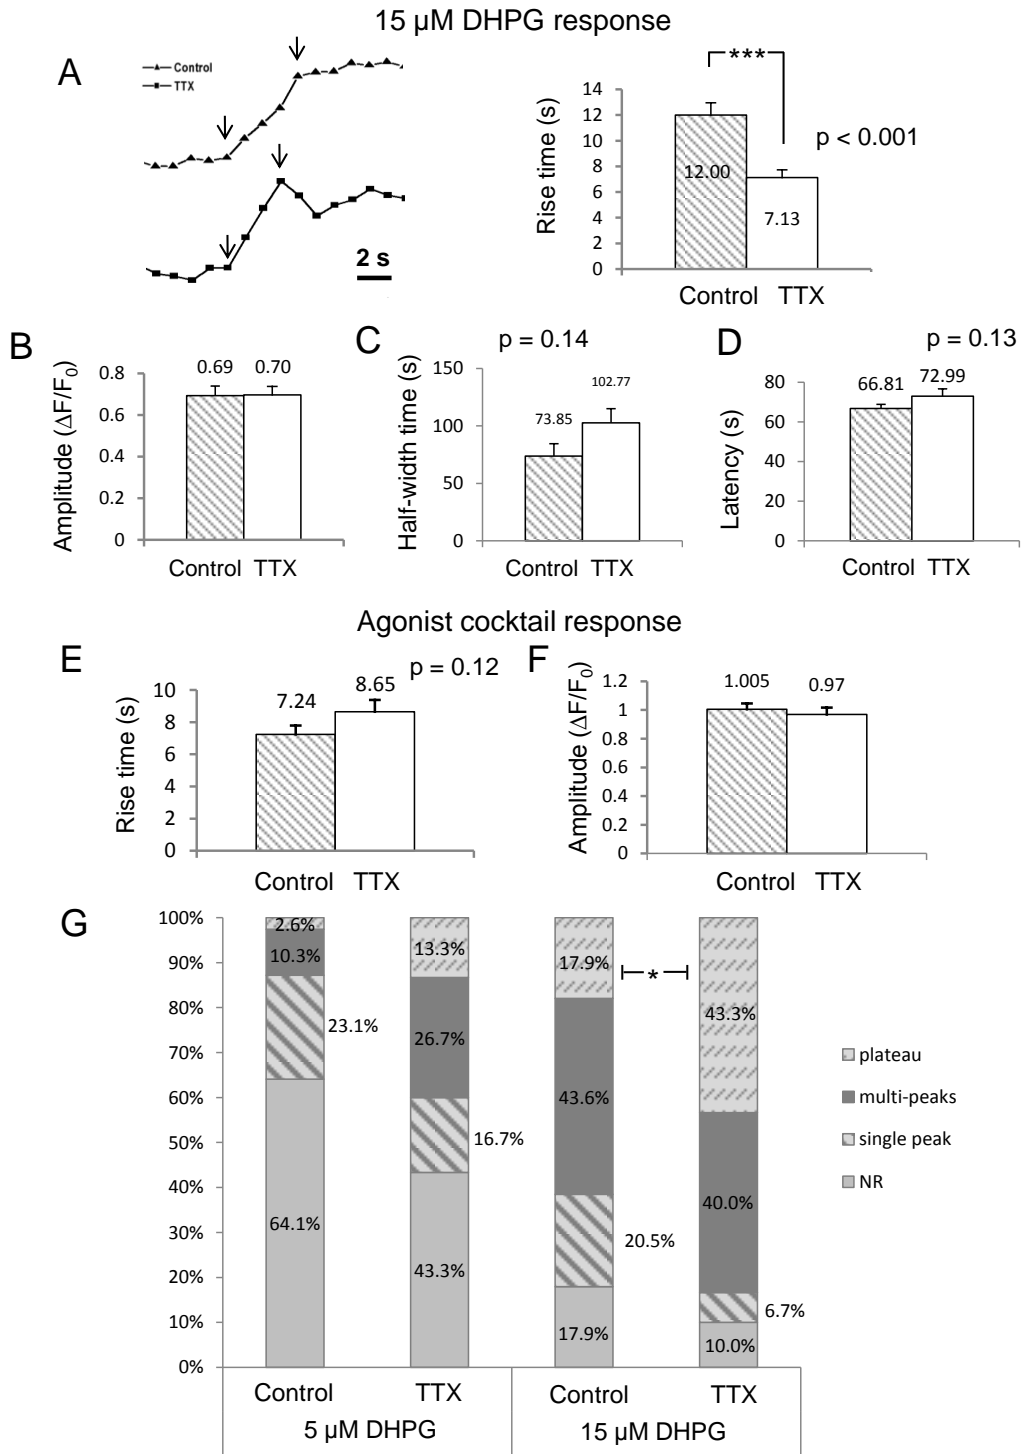 15 µM DHPG response
A
Control
TTX
2 s
***
p < 0.001
Rise time (s)
14
12
10
8
6
4
2
0
12.00
7.13
Control TTX
B
Amplitude (ΔF/F0)
0.8
0.6
0.4
0.2
0
0.69
0.70
Control TTX
C
p = 0.14
Half-width time (s)
150
100
50
0
73.85
102.77
Control TTX
D
p = 0.13
Latency (s)
80
60
40
20
0
66.81
72.99
Control TTX
Agonist cocktail response
E
p = 0.12
Rise time (s)
10
8
6
4
2
0
7.24
8.65
Control TTX
F
Amplitude (ΔF/F0)
1.2
1
0.8
0.6
0.4
0.2
0
1.005
0.97
Control TTX
G
100%
90%
80%
70%
60%
50%
40%
30%
20%
10%
0%
2.6%
10.3%
23.1%
64.1%
13.3%
26.7%
16.7%
43.3%
17.9%
43.6%
20.5%
17.9%
*
43.3%
40.0%
6.7%
10.0%
plateau
multi-peaks
single peak
NR
Control TTX Control TTX
5 µM DHPG 15 µM DHPG